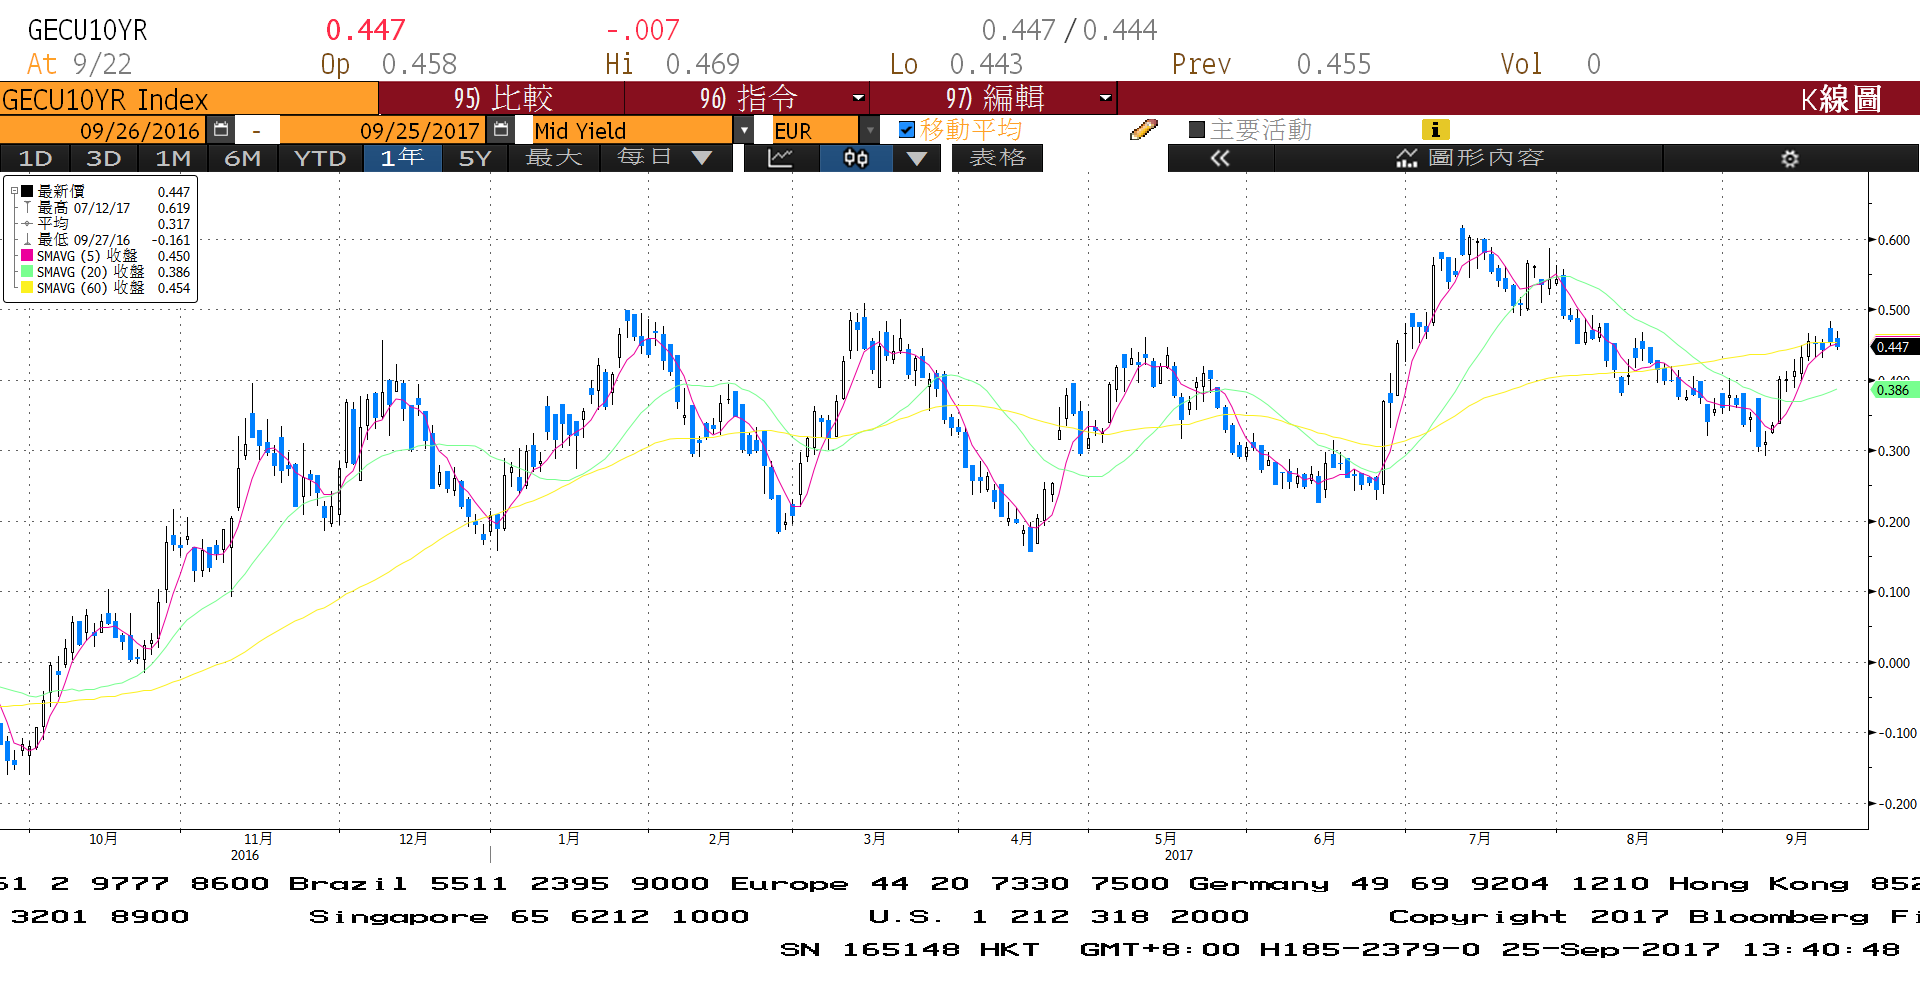 GECU10YR 0.447 -.007 0.447/0.444
At 9/22 Op 0.458 Hi 0.469 Lo 0.443 Prev 0.455 Vol 0
GECU10YR Index 95) 比較 96) 指令 97) 編輯 K線圖
09/26/2016 - 09/25/2017 Mid Yield EUR 移動平均 主要活動
1D 3D 1M 6M YTD 1年 5Y 最大 每日 表格 圖形內容
最新價 0.447
最高 07/12/17 0.619
平均 0.317
最低 09/27/16 -0.161
SMAVG (5) 收盤 0.450
SMAVG (20) 收盤 0.386
SMAVG (60) 收盤 0.454
0.600
0.500
0.447
0.400
0.386
0.300
0.200
0.100
0.000
-0.100
-0.200
10月 11月 12月 1月 2月 3月 4月 5月 6月 7月 8月 9月
2016 2017
61 2 9777 8600 Brazil 5511 2395 9000 Europe 44 20 7330 7500 Germany 49 69 9204 1210 Hong Kong 852
3201 8900 Singapore 65 6212 1000 U.S. 1 212 318 2000 Copyright 2017 Bloomberg Fi
SN 165148 HKT GMT+8:00 H185-2379-0 25-Sep-2017 13:40:48